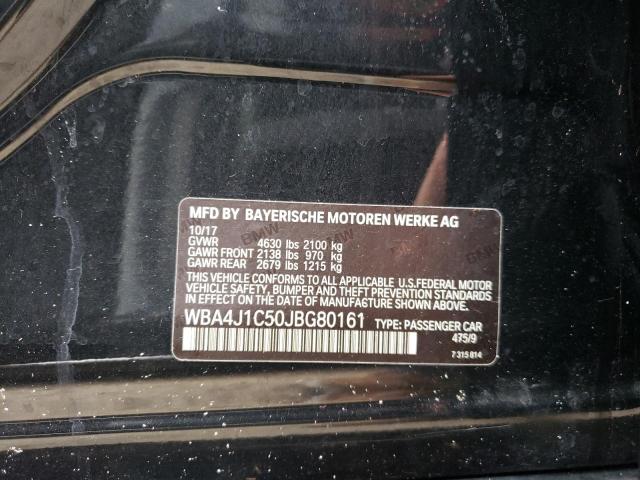 MFD BY BAYERISCHE MOTOREN WERKE AG
10/17
GVWR 4630 lbs 2100 kg
GAWR FRONT 2138 lbs 970 kg
GAWR REAR 2679 lbs 1215 kg
THIS VEHICLE CONFORMS TO ALL APPLICABLE U.S.FEDERAL MOTOR
VEHICLE SAFETY, BUMPER AND THEFT PREVENTION STANDARDS
IN EFFECT ON THE DATE OF MANUFACTURE SHOWN ABOVE.
WBA4J1C50JBG80161 TYPE: PASSENGER CAR
475/9
7 315 814